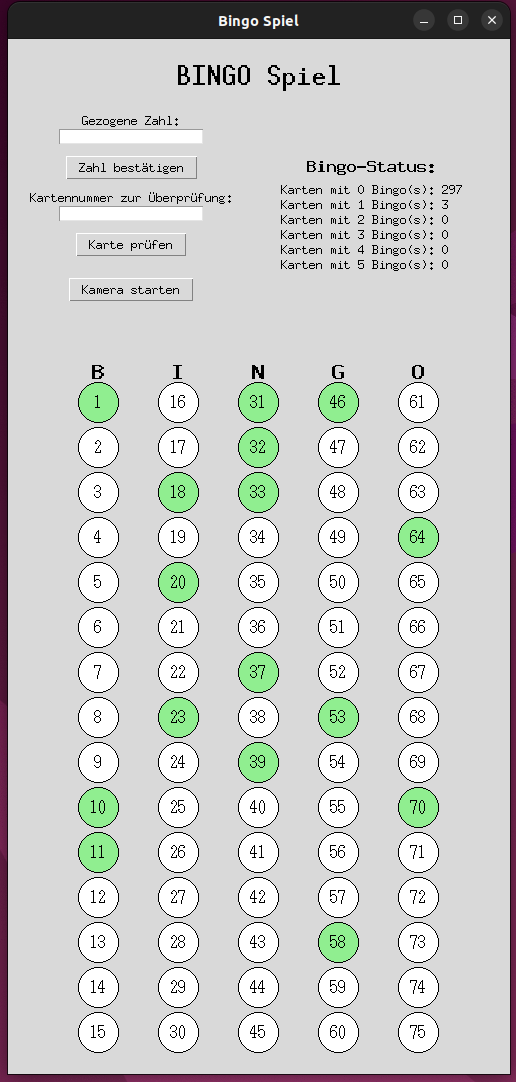 Bingo Spiel
BINGO Spiel
Gezogene Zahl:
Zahl bestätigen
Kartennummer zur Überprüfung:
Karte prüfen
Kamera starten
Bingo-Status:
Karten mit 0 Bingo(s): 297
Karten mit 1 Bingo(s): 3
Karten mit 2 Bingo(s): 0
Karten mit 3 Bingo(s): 0
Karten mit 4 Bingo(s): 0
Karten mit 5 Bingo(s): 0
B I N G O
1 16 31 46 61
2 17 32 47 62
3 18 33 48 63
4 19 34 49 64
5 20 35 50 65
6 21 36 51 66
7 22 37 52 67
8 23 38 53 68
9 24 39 54 69
10 25 40 55 70
11 26 41 56 71
12 27 42 57 72
13 28 43 58 73
14 29 44 59 74
15 30 45 60 75